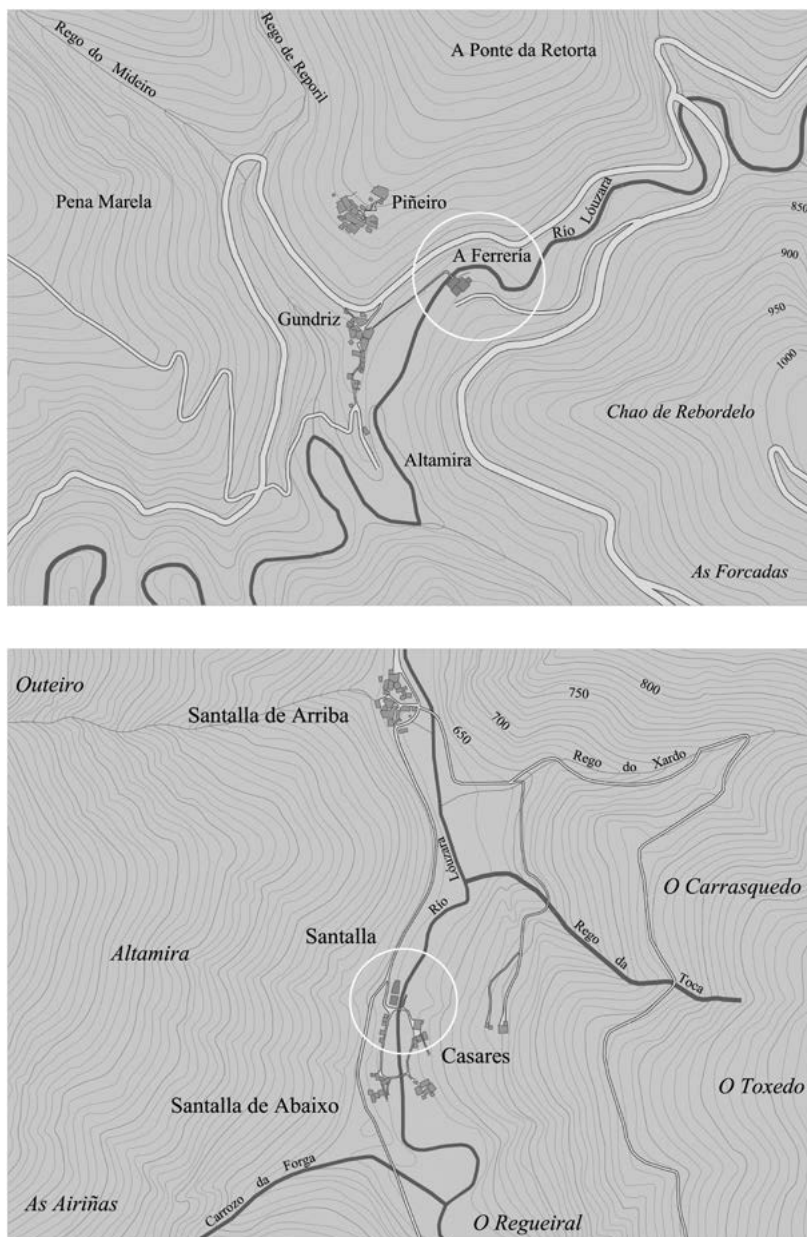 Rego do Mideiro
Rego de Reporil
A Ponte da Retorta
Pena Marela
Piñeiro
Río Lóuzara
A Ferrería
850
900
950
1000
Gundriz
Chao de Rebordelo
Altamira
As Forcadas
Outeiro
Santalla de Arriba
650
700
750
800
Rego do Xardo
Río Lóuzara
O Carrasquedo
Santalla
Altamira
Rego da Toca
Casares
Santalla de Abaixo
O Toxedo
Carrozo da Forga
As Airiñas
O Regueiral